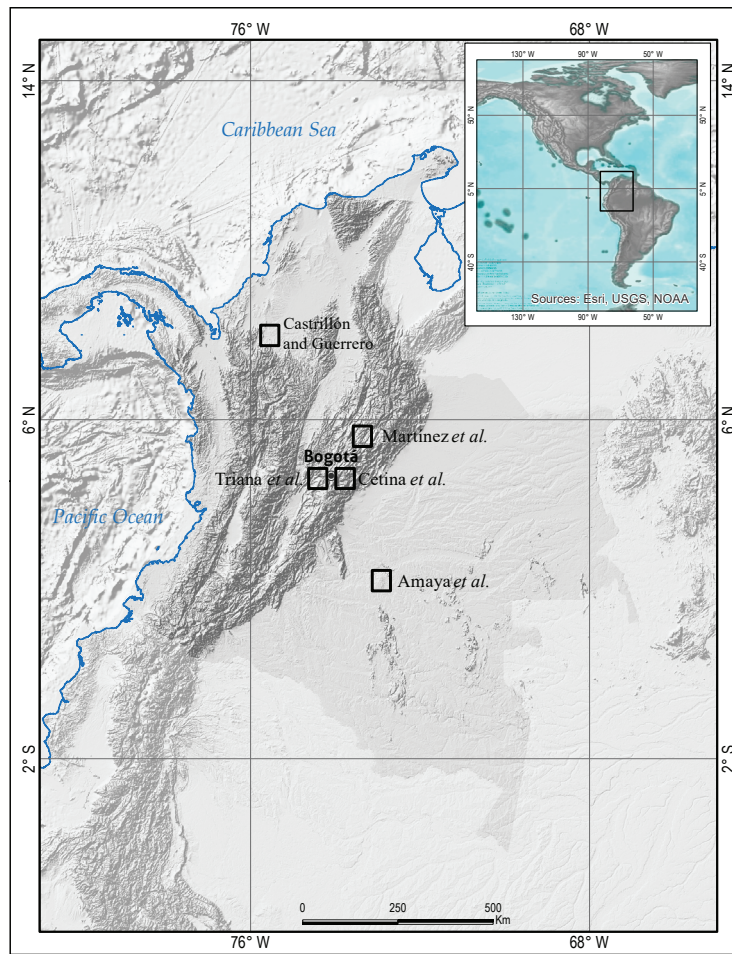 76° W
68° W
14° N
14° N
130° W
90° W
50° W
50° N
50° N
5° N
5° N
40° S
40° S
Sources: Esri, USGS, NOAA
130° W
90° W
50° W
Caribbean Sea
Castrillón
and Guerrero
6° N
6° N
Martinez et al.
Bogotá
Triana et al.
Cetina et al.
Pacific Ocean
Amaya et al.
2° S
2° S
0
250
500
Km
76° W
68° W